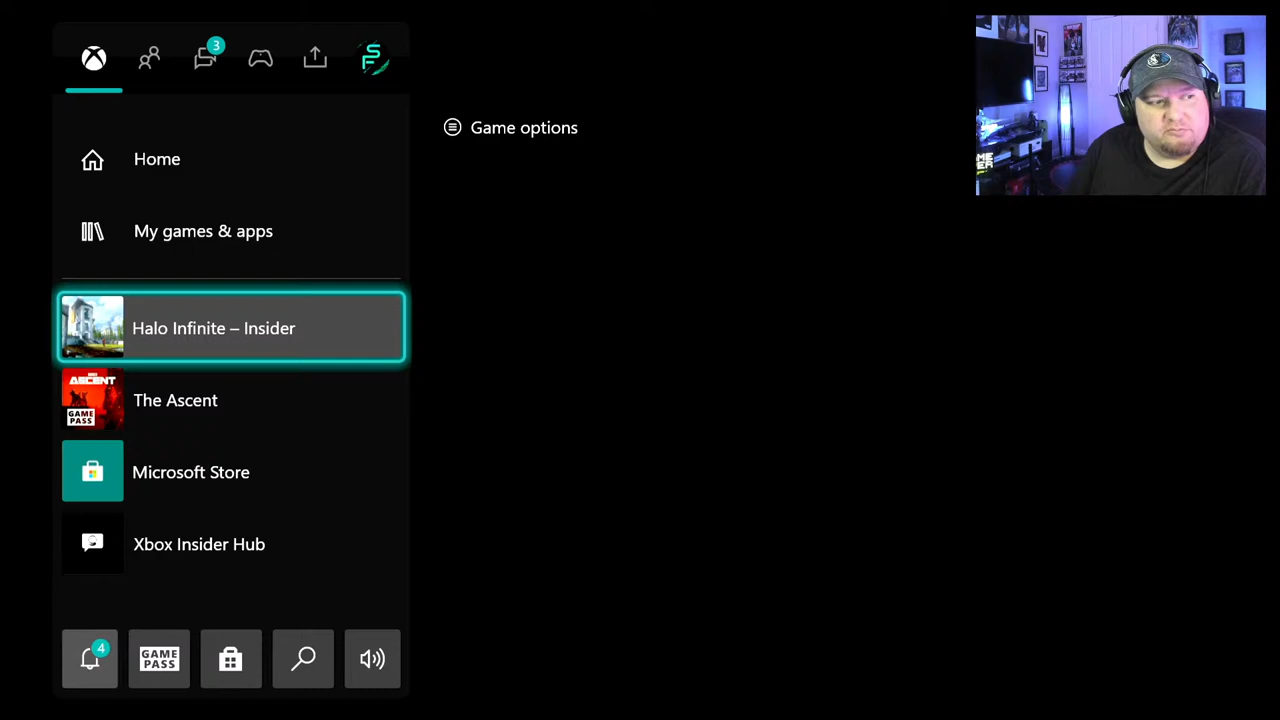 3
SF
Home
Game options
My games & apps
Halo Infinite – Insider
ASCENT
GAME
PASS
The Ascent
Microsoft Store
Xbox Insider Hub
4
GAME
PASS